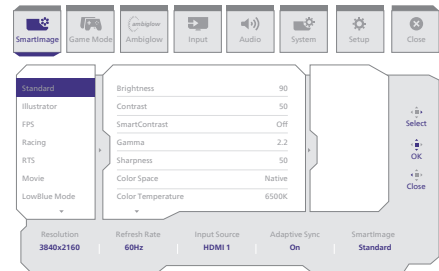 SmartImage
Game Mode
ambiglow
Ambiglow
Input
Audio
System
Setup
Close
Standard
Illustrator
FPS
Racing
RTS
Movie
LowBlue Mode
Brightness 90
Contrast 50
SmartContrast Off
Gamma 2.2
Sharpness 50
Color Space Native
Color Temperature 6500K
Select
OK
Close
Resolution Refresh Rate Input Source Adaptive Sync SmartImage
3840x2160 60Hz HDMI 1 On Standard